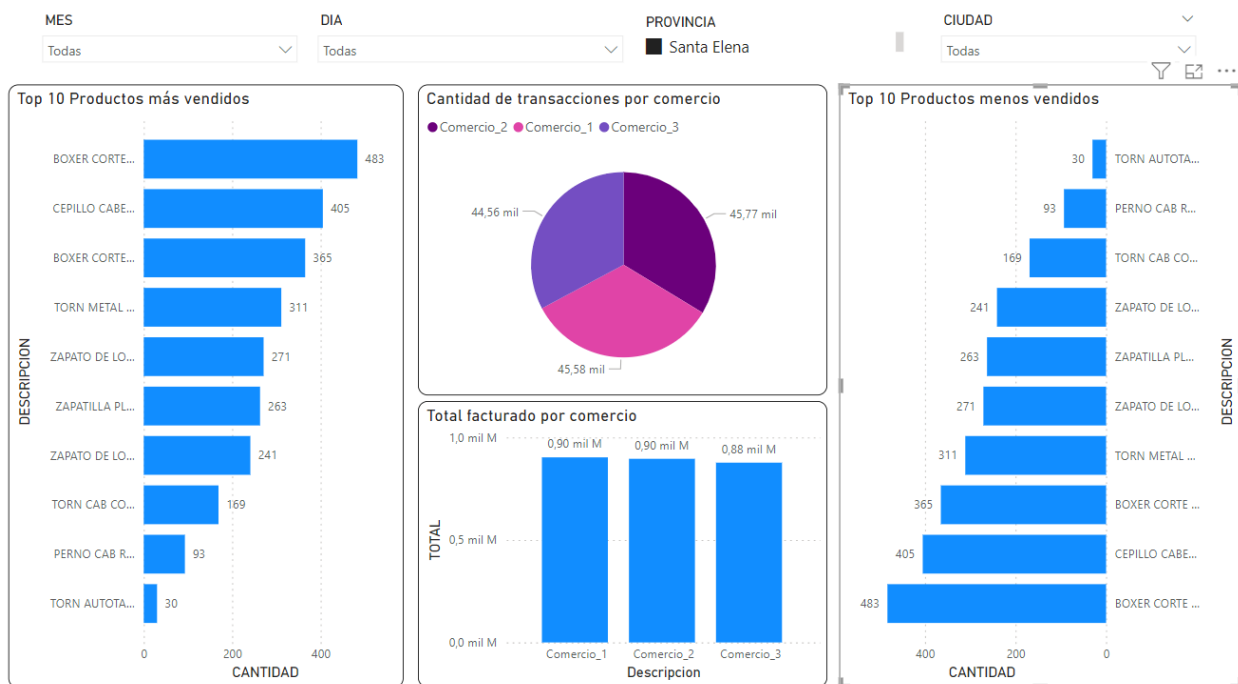 MES
Todas
DIA
Todas
PROVINCIA
Santa Elena
CIUDAD
Todas
Top 10 Productos más vendidos
DESCRIPCION
BOXER CORTE... 483
CEPILLO CABE... 405
BOXER CORTE... 365
TORN METAL ... 311
ZAPATO DE LO... 271
ZAPATILLA PL... 263
ZAPATO DE LO... 241
TORN CAB CO... 169
PERNO CAB R... 93
TORN AUTOTA... 30
0 200 400
CANTIDAD
Cantidad de transacciones por comercio
Comercio_2 Comercio_1 Comercio_3
44,56 mil
45,77 mil
45,58 mil
Total facturado por comercio
TOTAL
1,0 mil M
0,5 mil M
0,0 mil M
0,90 mil M 0,90 mil M 0,88 mil M
Comercio_1 Comercio_2 Comercio_3
Descripcion
Top 10 Productos menos vendidos
30 TORN AUTOTA...
93 PERNO CAB R...
169 TORN CAB CO...
241 ZAPATO DE LO...
263 ZAPATILLA PL...
271 ZAPATO DE LO...
311 TORN METAL ...
365 BOXER CORTE ...
405 CEPILLO CABE...
483 BOXER CORTE ...
DESCRIPCION
400 200 0
CANTIDAD